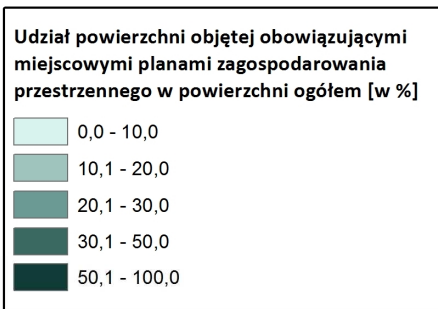 Udział powierzchni objętej obowiązującymi
miejscowymi planami zagospodarowania
przestrzennego w powierzchni ogółem [w %]
0,0 - 10,0
10,1 - 20,0
20,1 - 30,0
30,1 - 50,0
50,1 - 100,0